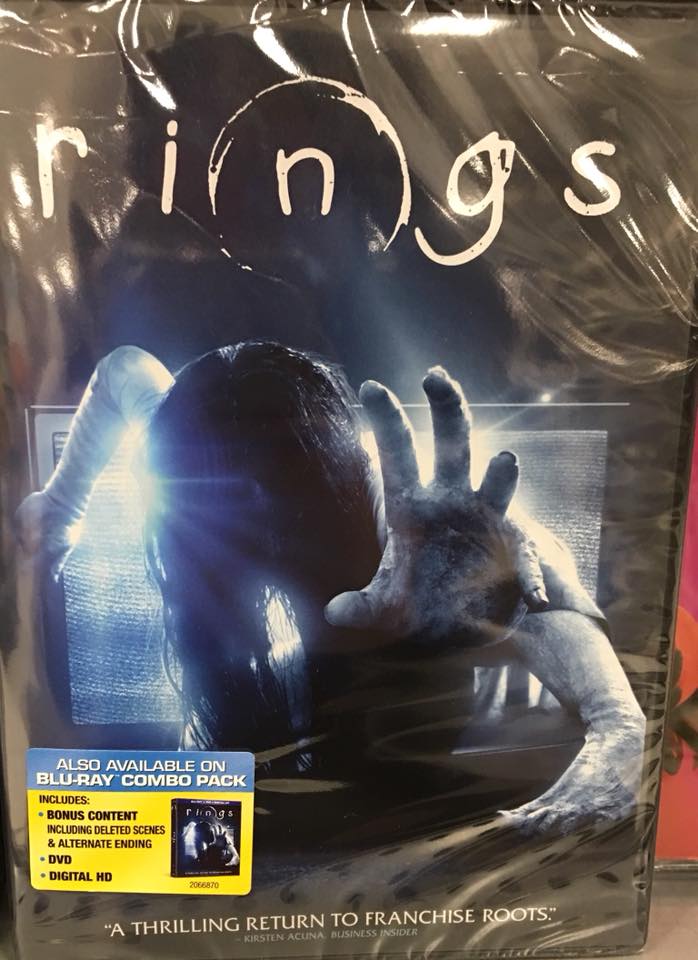 rings
ALSO AVAILABLE ON
BLU-RAY™ COMBO PACK
INCLUDES:
• BONUS CONTENT
INCLUDING DELETED SCENES
& ALTERNATE ENDING
• DVD
• DIGITAL HD
rings
2066870
“A THRILLING RETURN TO FRANCHISE ROOTS.”
– KIRSTEN ACUNA, BUSINESS INSIDER